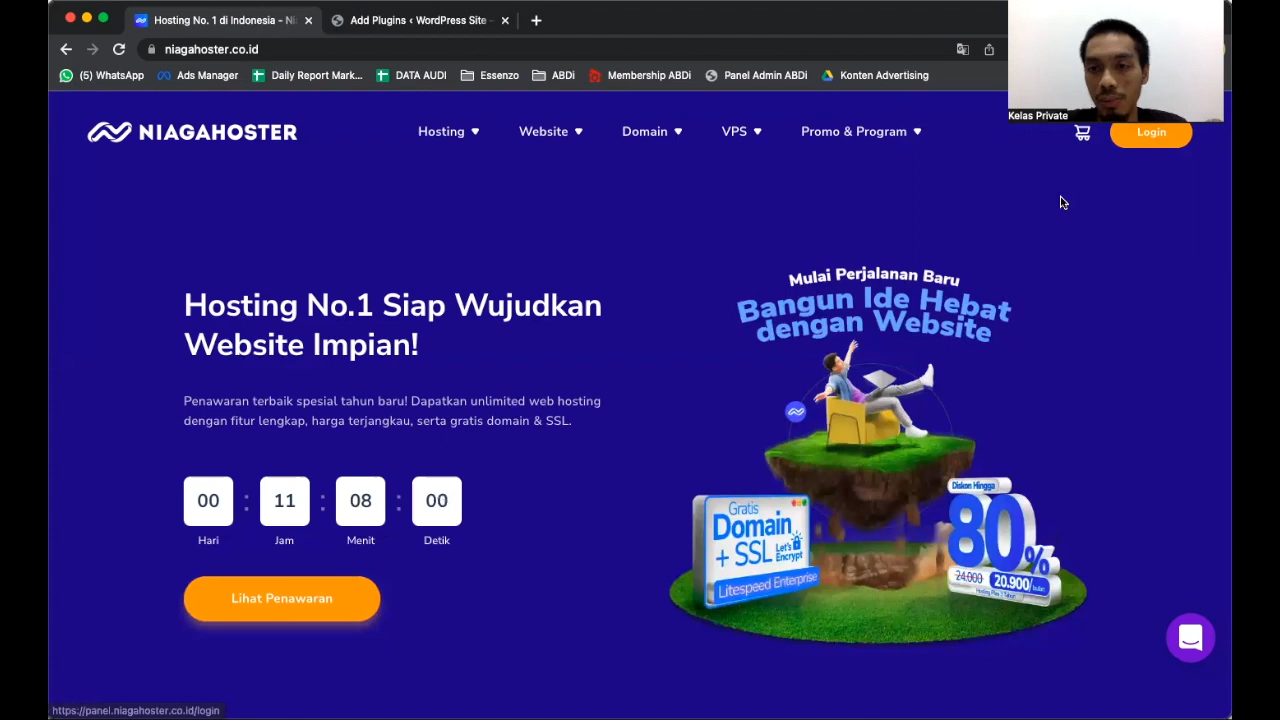 Hosting No. 1 di Indonesia - Ni
Add Plugins ‹ WordPress Site -
niagahoster.co.id
(5) WhatsApp
Ads Manager
Daily Report Mark...
DATA AUDI
Essenzo
ABDi
Membership ABDi
Panel Admin ABDi
Konten Advertising
Kelas Private
NIAGAHOSTER
Hosting
Website
Domain
VPS
Promo & Program
Login
Hosting No.1 Siap Wujudkan
Website Impian!
Penawaran terbaik spesial tahun baru! Dapatkan unlimited web hosting
dengan fitur lengkap, harga terjangkau, serta gratis domain & SSL.
00 : 11 : 08 : 00
Hari Jam Menit Detik
Lihat Penawaran
Mulai Perjalanan Baru
Bangun Ide Hebat
dengan Website
Gratis
Domain
+ SSL
Let's
Encrypt
Litespeed Enterprise
Diskon Hingga
80%
24.000 20.900/bulan
https://panel.niagahoster.co.id/login